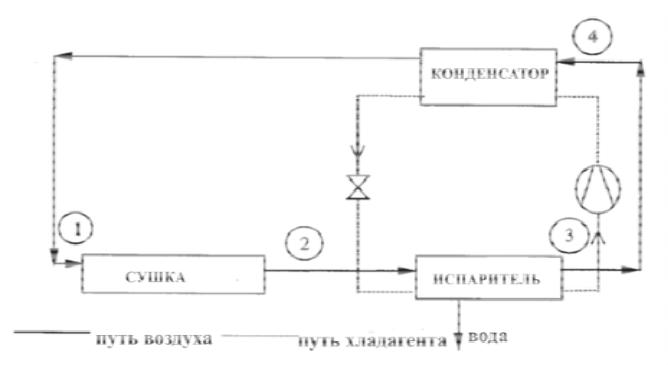 4
КОНДЕНСАТОР
1
2
3
СУШКА
ИСПАРИТЕЛЬ
путь воздуха путь хладагента вода